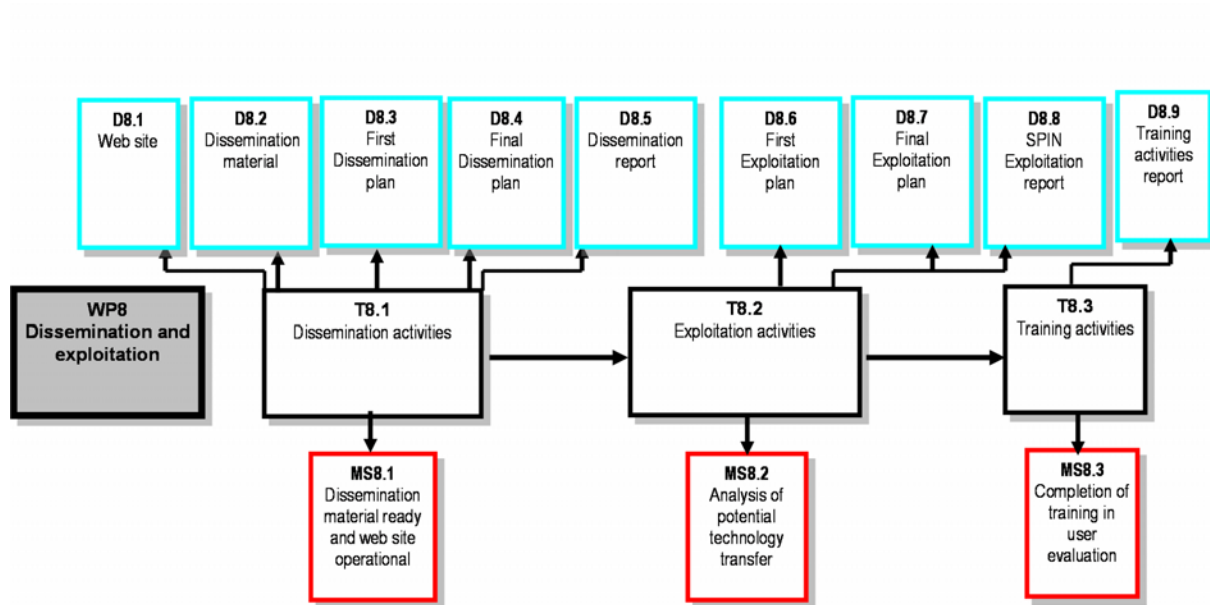 D8.1
Web site
D8.2
Dissemination
material
D8.3
First
Dissemination
plan
D8.4
Final
Dissemination
plan
D8.5
Dissemination
report
D8.6
First
Exploitation
plan
D8.7
Final
Exploitation
plan
D8.8
SPIN
Exploitation
report
D8.9
Training
activities
report
WP8
Dissemination and
exploitation
T8.1
Dissemination activities
T8.2
Exploitation activities
T8.3
Training activities
MS8.1
Dissemination
material ready
and web site
operational
MS8.2
Analysis of
potential
technology
transfer
MS8.3
Completion of
training in
user
evaluation